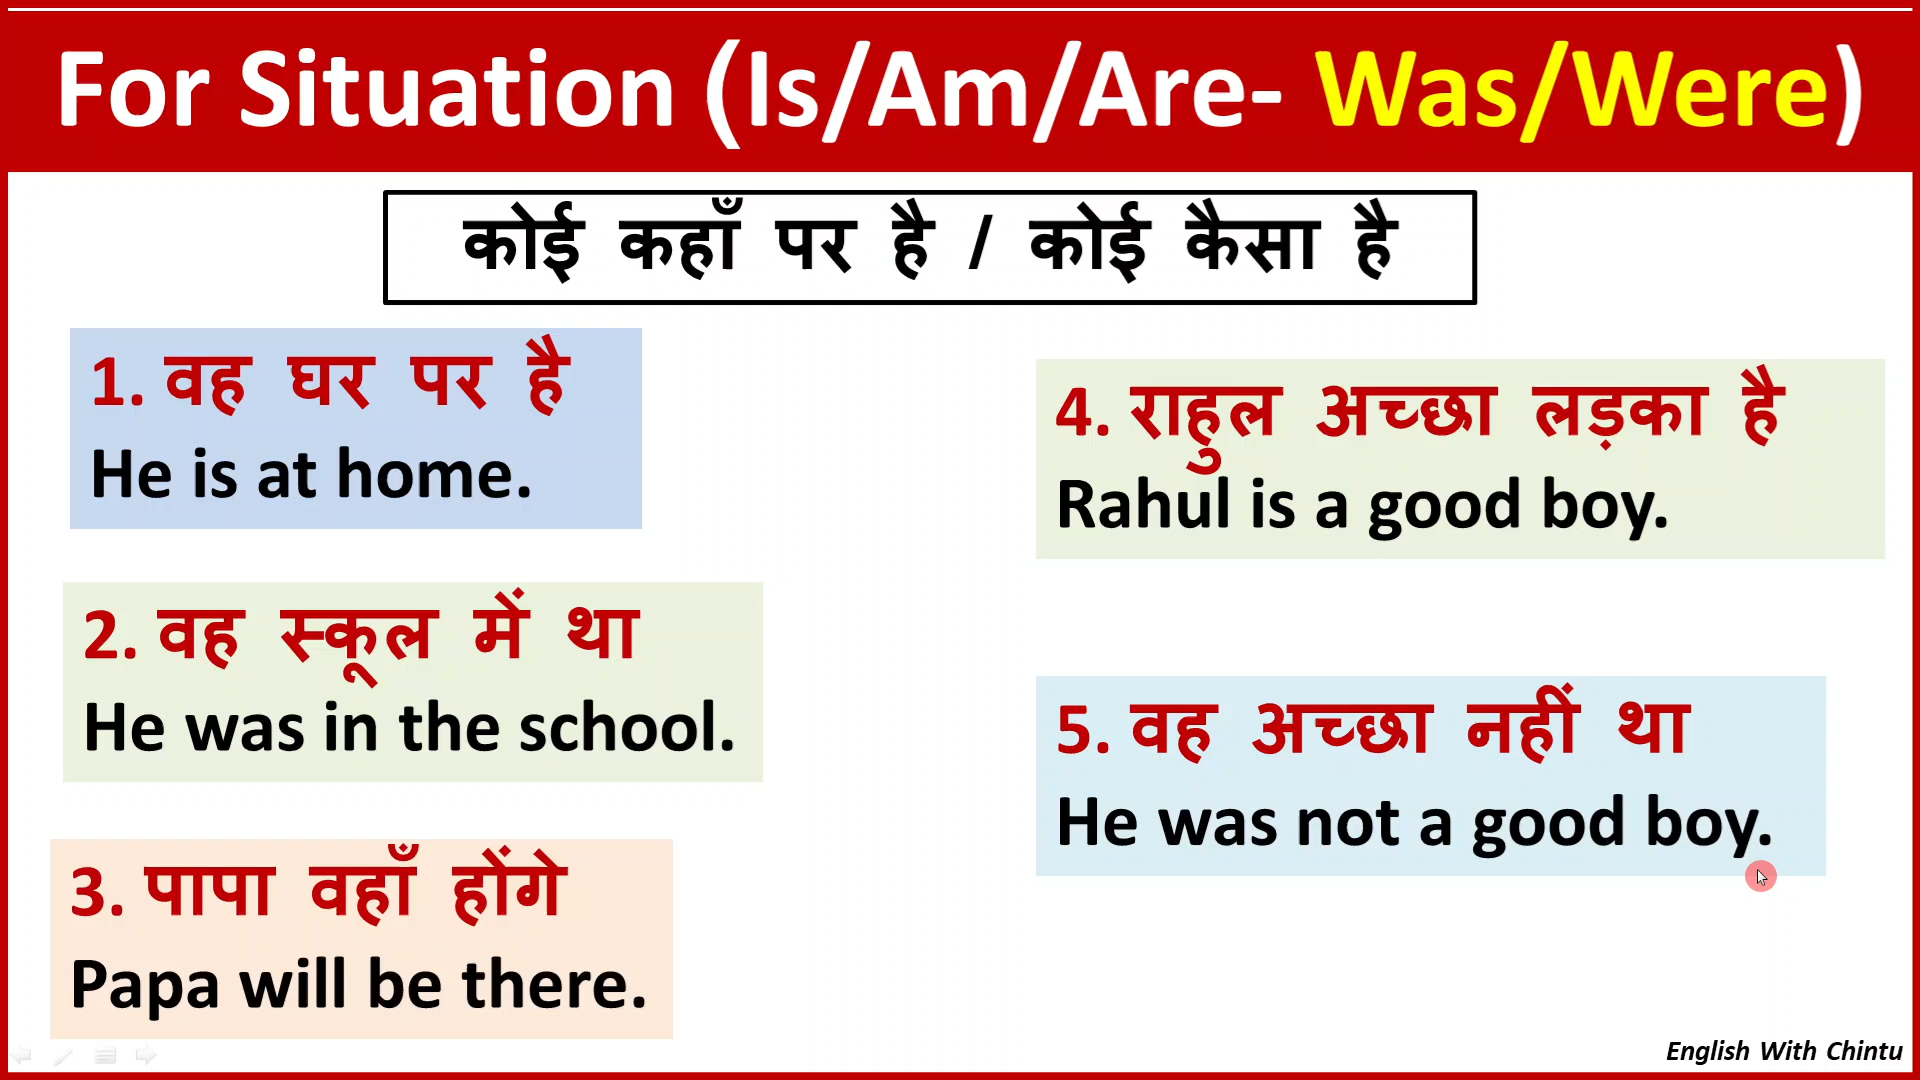 For Situation (Is/Am/Are- Was/Were)
कोई कहाँ पर है / कोई कैसा है
1. वह घर पर है
He is at home.
2. वह स्कूल में था
He was in the school.
3. पापा वहाँ होंगे
Papa will be there.
4. राहुल अच्छा लड़का है
Rahul is a good boy.
5. वह अच्छा नहीं था
He was not a good boy.
English With Chintu